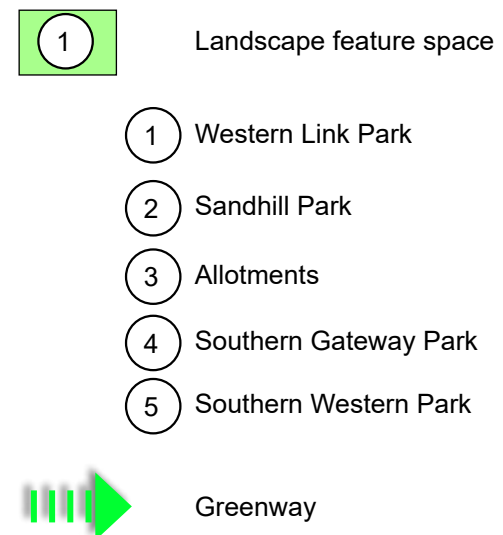 1 Landscape feature space
1 Western Link Park
2 Sandhill Park
3 Allotments
4 Southern Gateway Park
5 Southern Western Park
Greenway